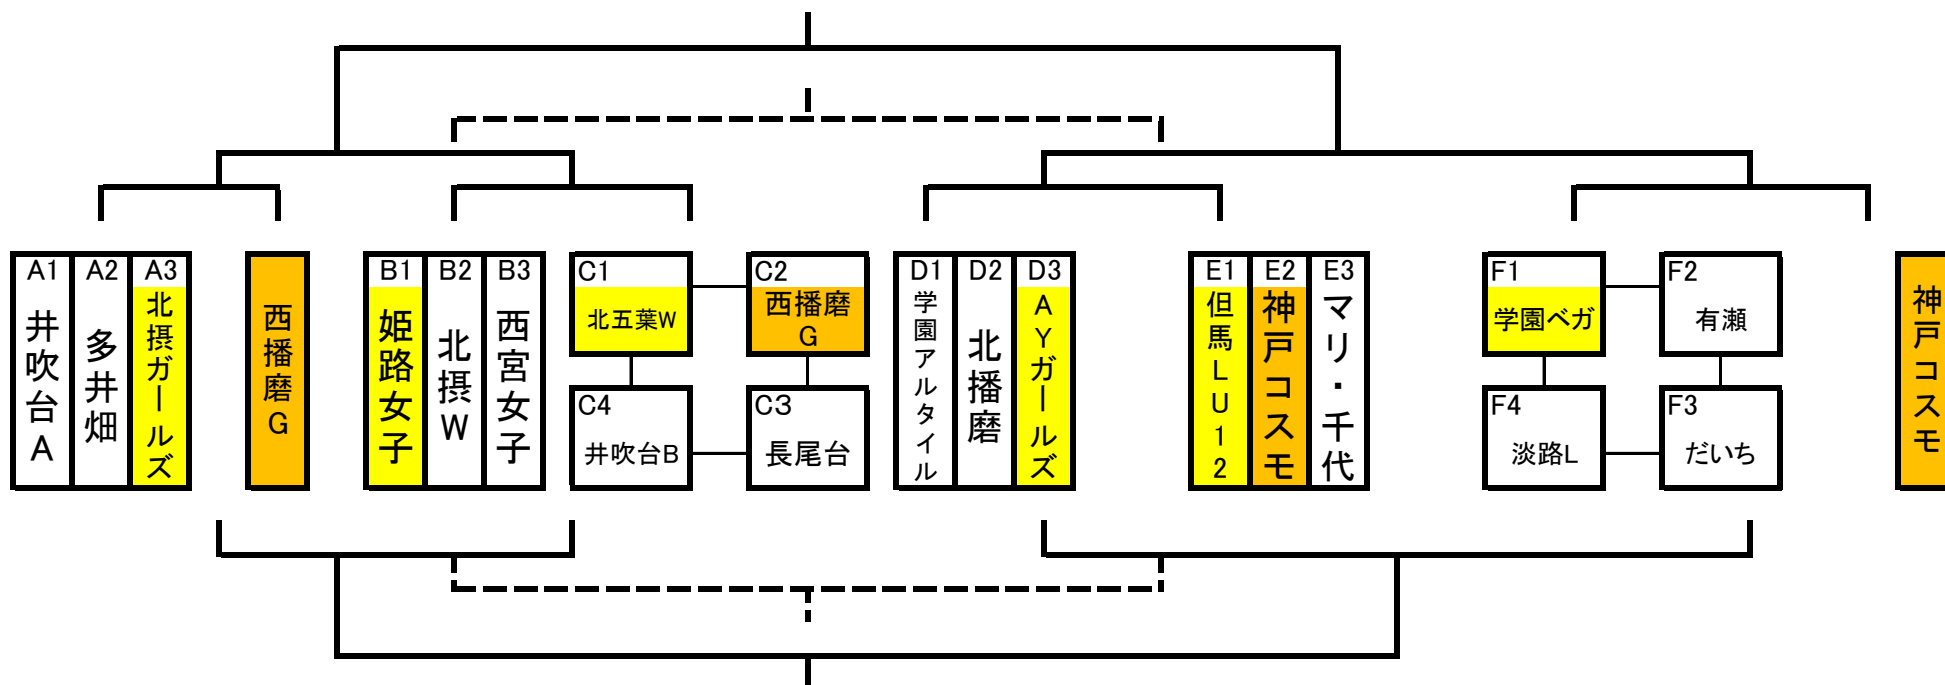 A1
井吹台A
A2
多井畑
A3
北摂ガールズ
西播磨G
B1
姫路女子
B2
北摂W
B3
西宮女子
C1
北五葉W
C2
西播磨
G
C4
井吹台B
C3
長尾台
D1
学園アルタイル
D2
北播磨
D3
AYガールズ
E1
但馬LU12
E2
神戸コスモ
E3
マリ・千代
F1
学園ベガ
F2
有瀬
F4
淡路L
F3
だいち
神戸コスモ